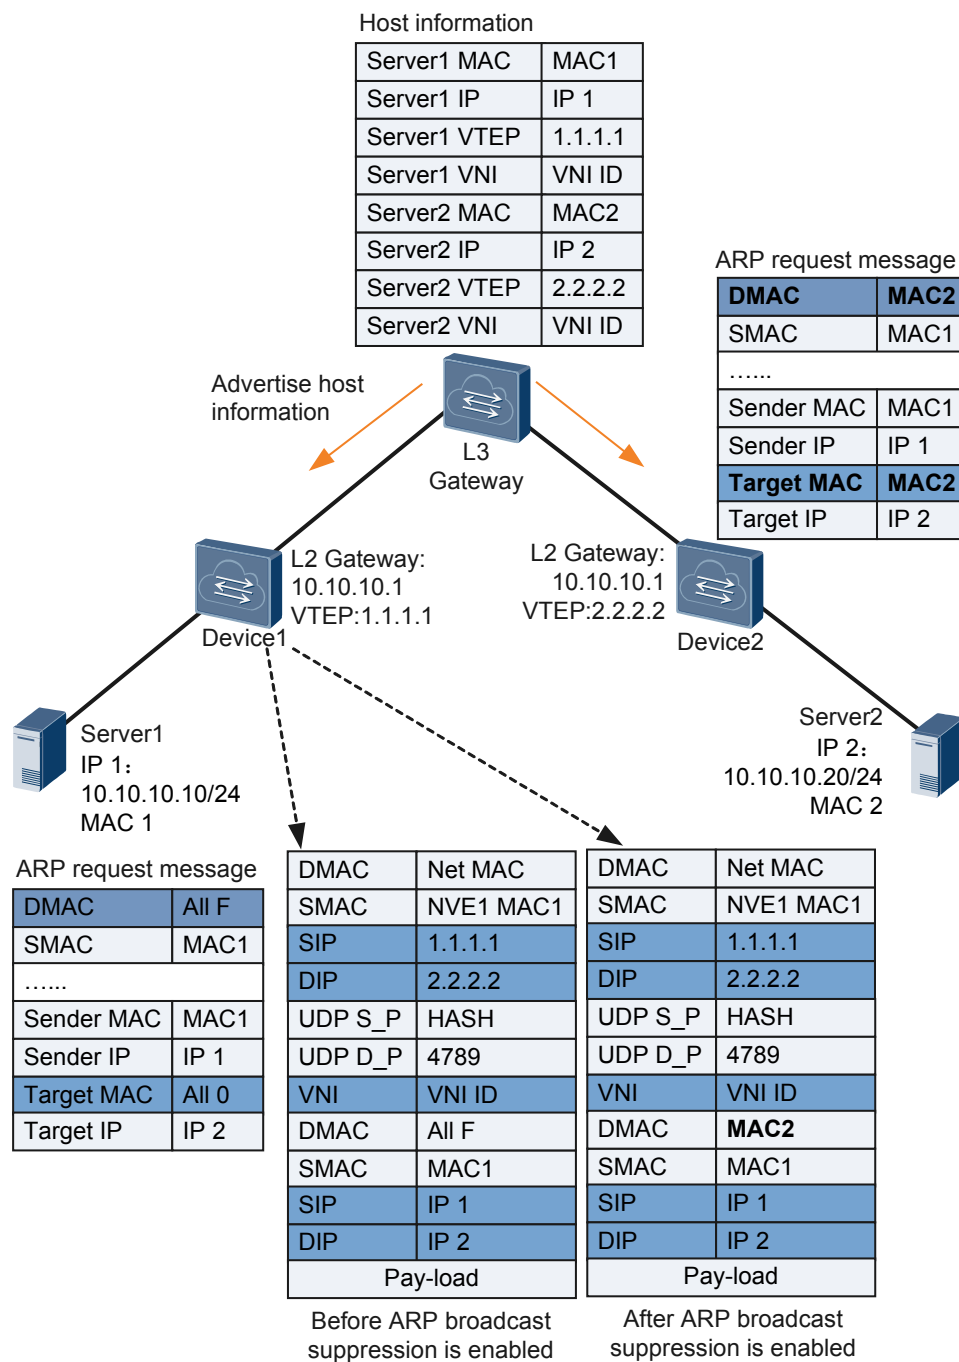 Host information
Server1 MAC MAC1
Server1 IP IP 1
Server1 VTEP 1.1.1.1
Server1 VNI VNI ID
Server2 MAC MAC2
Server2 IP IP 2
Server2 VTEP 2.2.2.2
Server2 VNI VNI ID
ARP request message
DMAC MAC2
SMAC MAC1
…...
Sender MAC MAC1
Sender IP IP 1
Target MAC MAC2
Target IP IP 2
Advertise host
information
L3
Gateway
L2 Gateway:
10.10.10.1
VTEP:1.1.1.1
Device1
L2 Gateway:
10.10.10.1
VTEP:2.2.2.2
Device2
Server1
IP 1：
10.10.10.10/24
MAC 1
Server2
IP 2：
10.10.10.20/24
MAC 2
ARP request message
DMAC All F
SMAC MAC1
…...
Sender MAC MAC1
Sender IP IP 1
Target MAC All 0
Target IP IP 2
DMAC Net MAC
SMAC NVE1 MAC1
SIP 1.1.1.1
DIP 2.2.2.2
UDP S_P HASH
UDP D_P 4789
VNI VNI ID
DMAC All F
SMAC MAC1
SIP IP 1
DIP IP 2
Pay-load
Before ARP broadcast
suppression is enabled
DMAC Net MAC
SMAC NVE1 MAC1
SIP 1.1.1.1
DIP 2.2.2.2
UDP S_P HASH
UDP D_P 4789
VNI VNI ID
DMAC MAC2
SMAC MAC1
SIP IP 1
DIP IP 2
Pay-load
After ARP broadcast
suppression is enabled